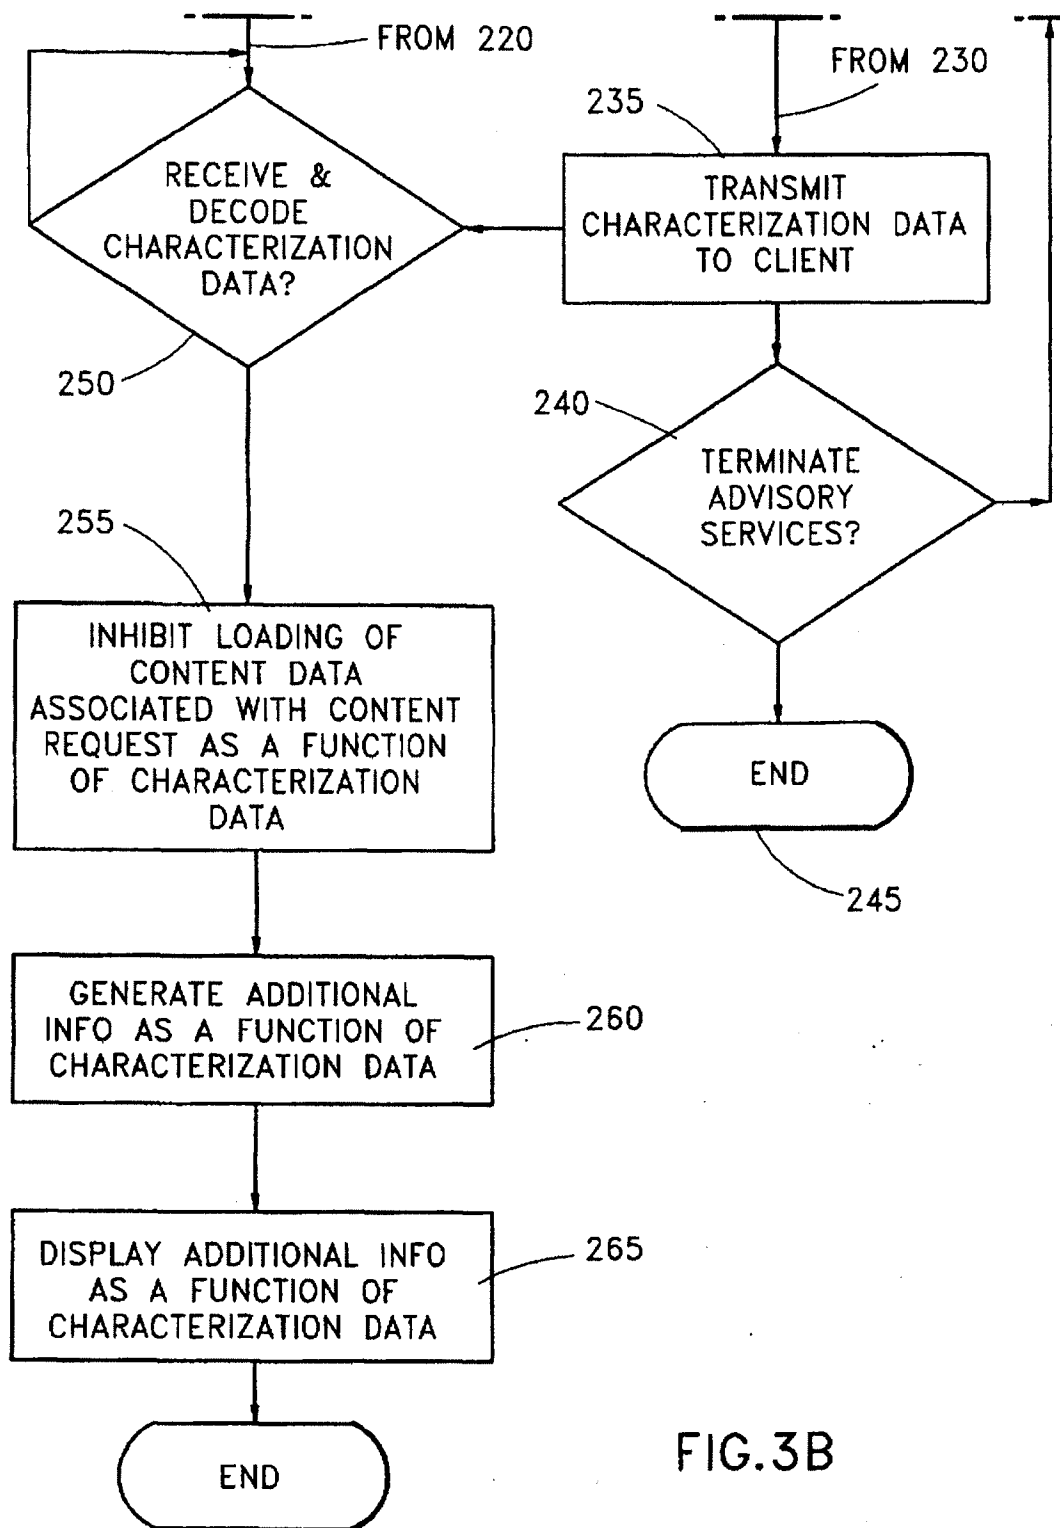 FROM 220
RECEIVE &
DECODE
CHARACTERIZATION
DATA?
250
FROM 230
235
TRANSMIT
CHARACTERIZATION DATA
TO CLIENT
240
TERMINATE
ADVISORY
SERVICES?
END
245
255
INHIBIT LOADING OF
CONTENT DATA
ASSOCIATED WITH CONTENT
REQUEST AS A FUNCTION
OF CHARACTERIZATION
DATA
GENERATE ADDITIONAL
INFO AS A FUNCTION OF
CHARACTERIZATION DATA
260
DISPLAY ADDITIONAL INFO
AS A FUNCTION OF
CHARACTERIZATION DATA
265
END
FIG.3B